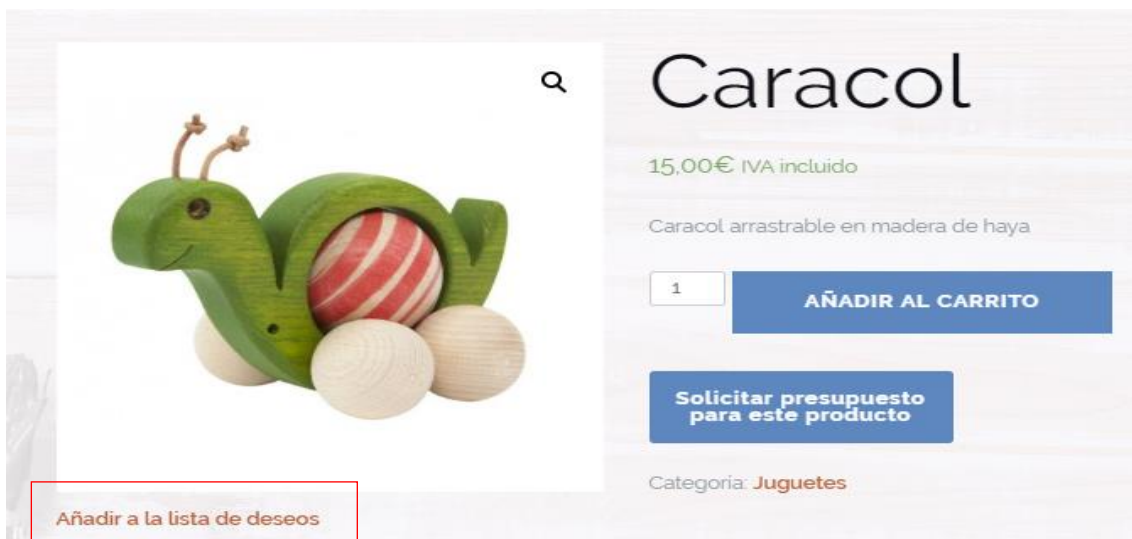 Caracol
15,00€ IVA incluido
Caracol arrastrable en madera de haya
1
AÑADIR AL CARRITO
Solicitar presupuesto
para este producto
Categoría: Juguetes
Añadir a la lista de deseos